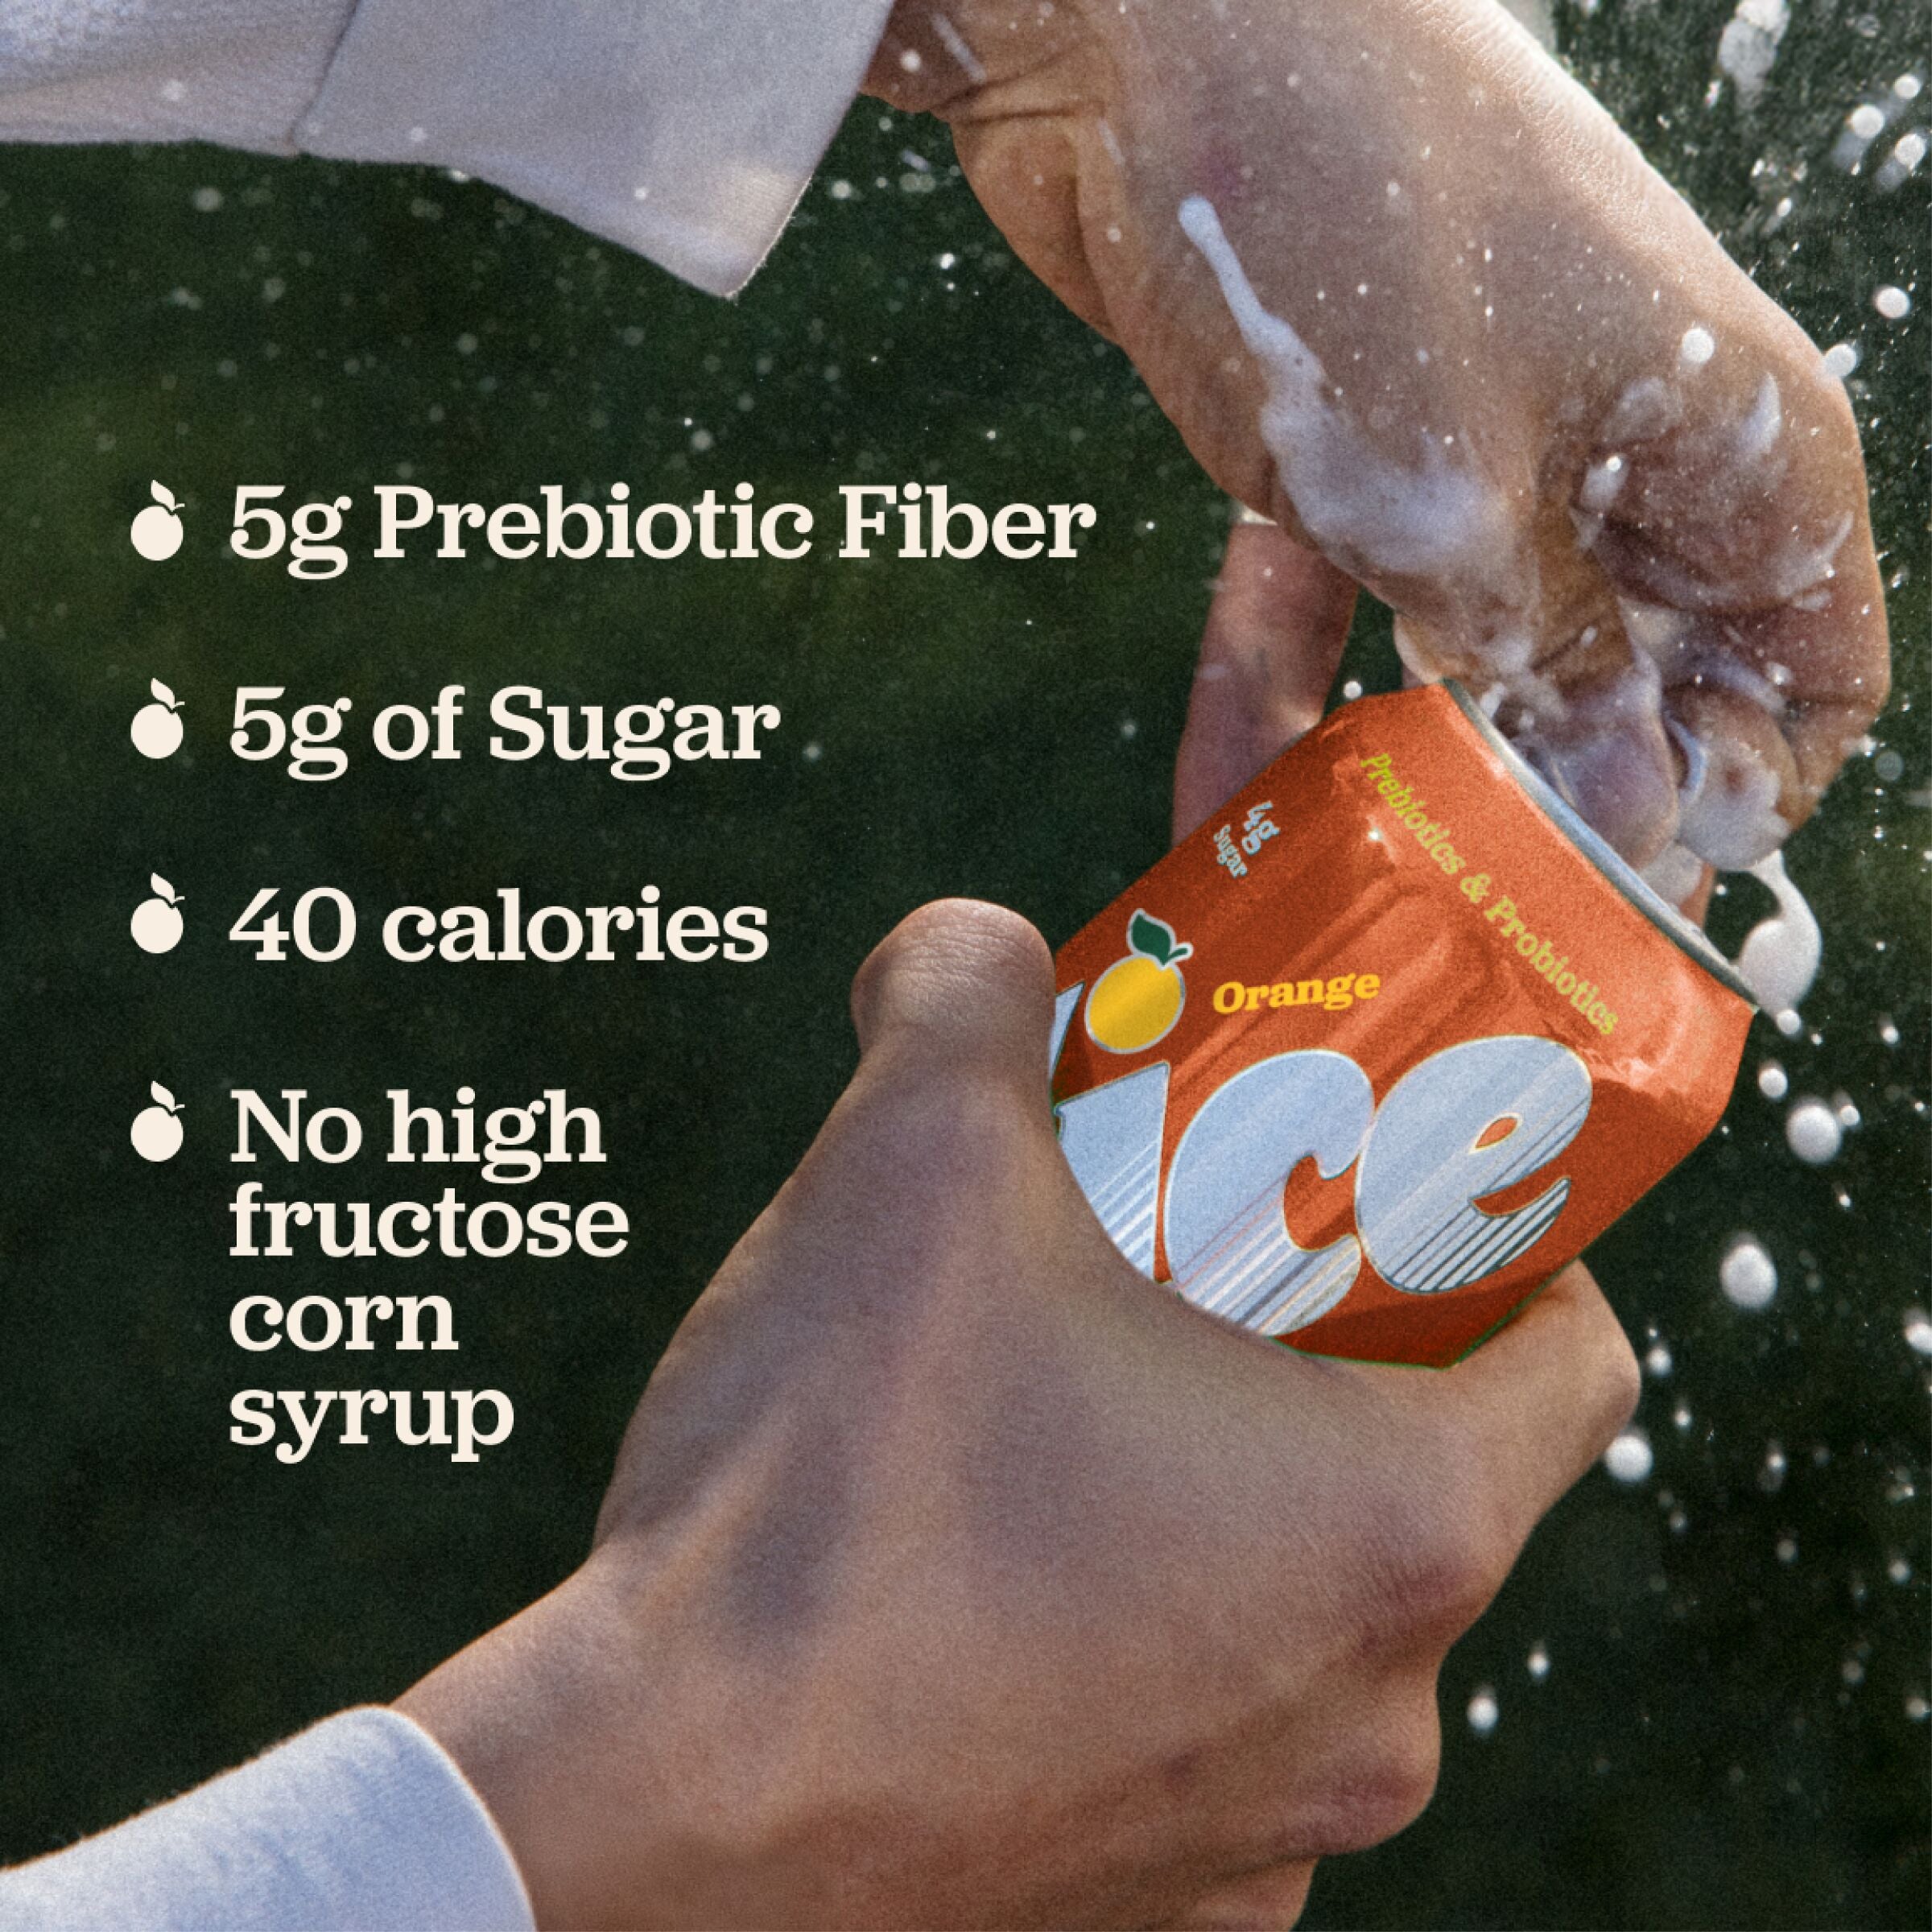 5g Prebiotic Fiber
5g of Sugar
40 calories
No high
fructose
corn
syrup
Prebiotics & Probiotics
4g
Sugar
Orange
ice